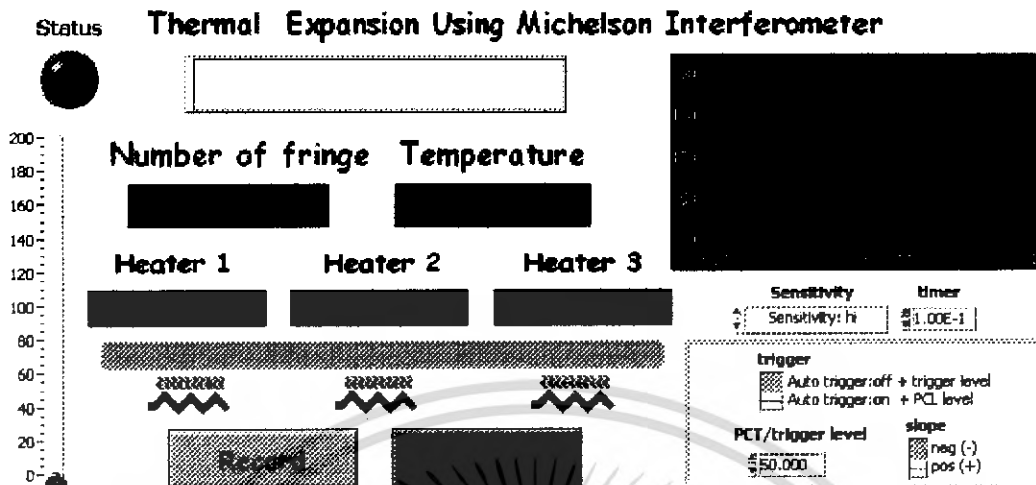 Status
Thermal Expansion Using Michelson Interferometer
Number of fringe
Temperature
200
180
160
140
120
100
80
60
40
20
0
Heater 1
Heater 2
Heater 3
Record
Sensitivity
timer
Sensitivity: hi
1.00E-1
trigger
Auto trigger:off + trigger level
Auto trigger:on + PCL level
PCT/trigger level
50.000
slope
neg (-)
pos (+)